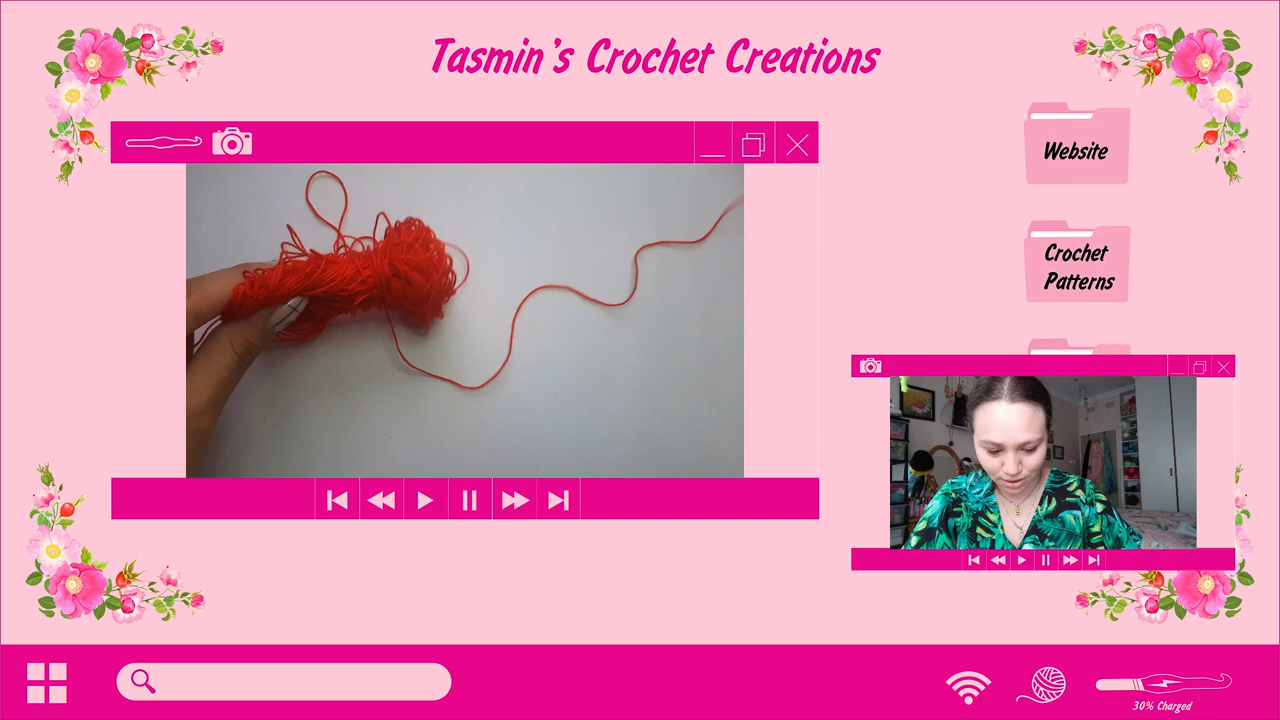 Tasmin's Crochet Creations
Website
Crochet
Patterns
30% Charged